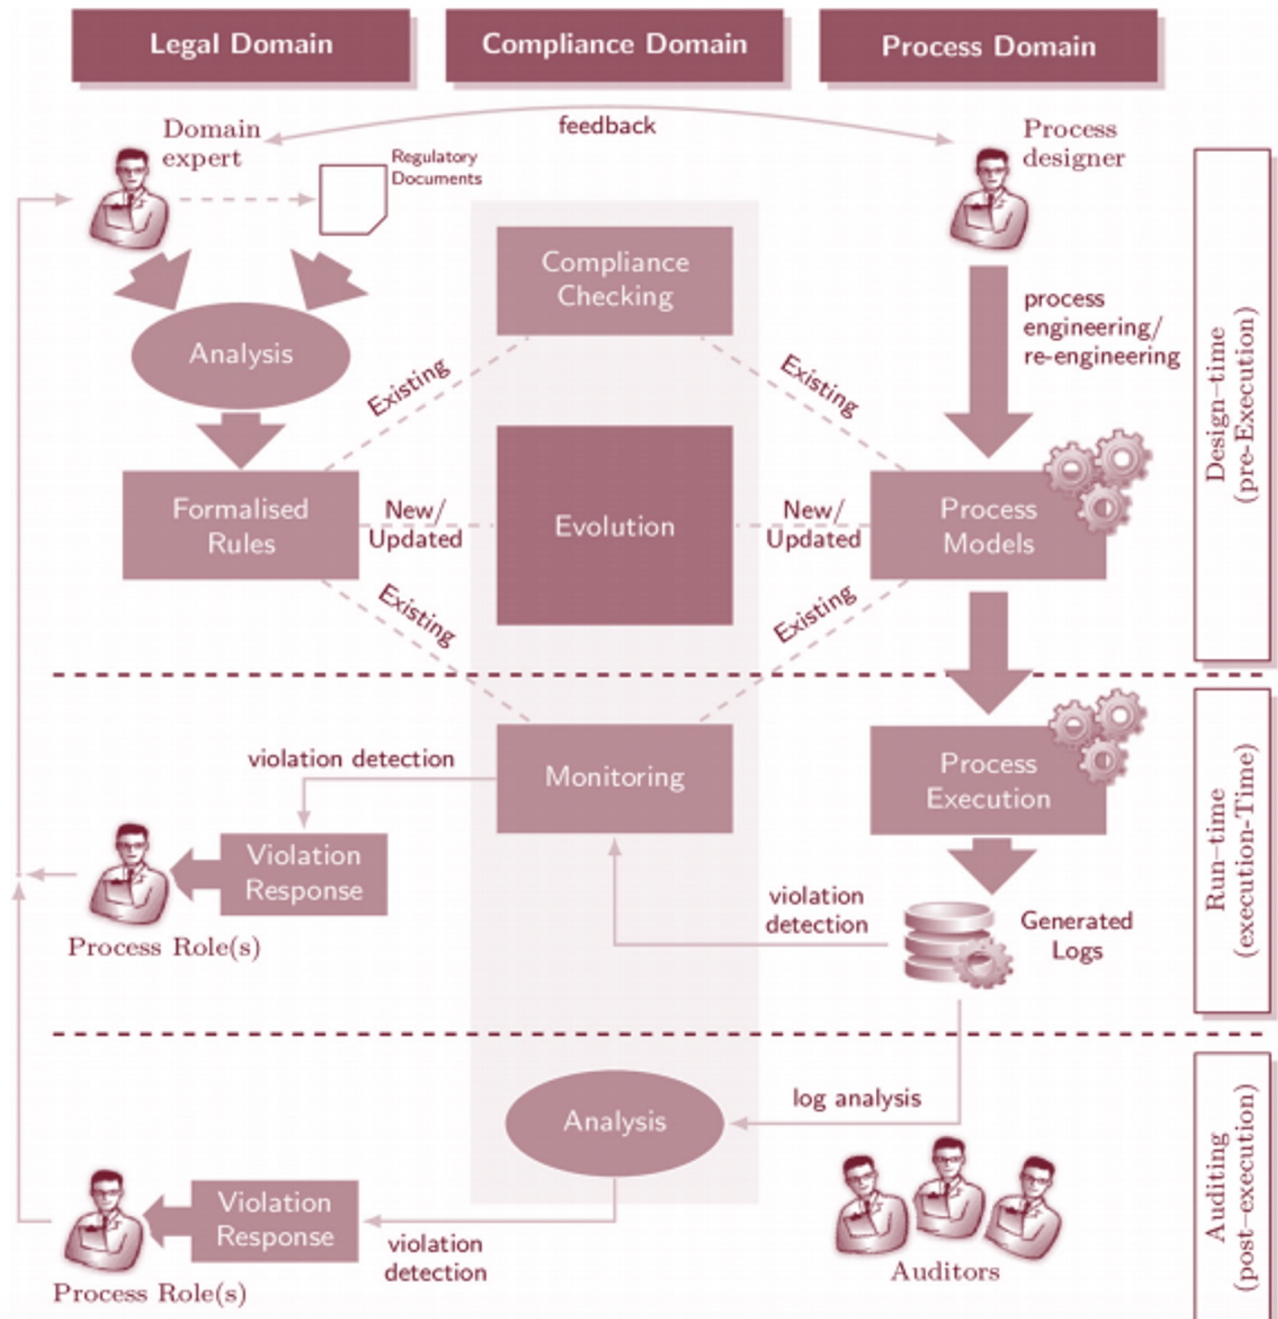 Legal Domain
Compliance Domain
Process Domain
Domain
expert
Regulatory
Documents
feedback
Process
designer
Compliance
Checking
process
engineering/
re-engineering
Analysis
Existing
Existing
Design–time
(pre-Execution)
Formalised
Rules
New/
Updated
Evolution
New/
Updated
Process
Models
Existing
Existing
violation detection
Monitoring
Process
Execution
Run–time
(execution-Time)
Violation
Response
Process Role(s)
violation
detection
Generated
Logs
Analysis
log analysis
Auditing
(post–execution)
Violation
Response
violation
detection
Process Role(s)
Auditors